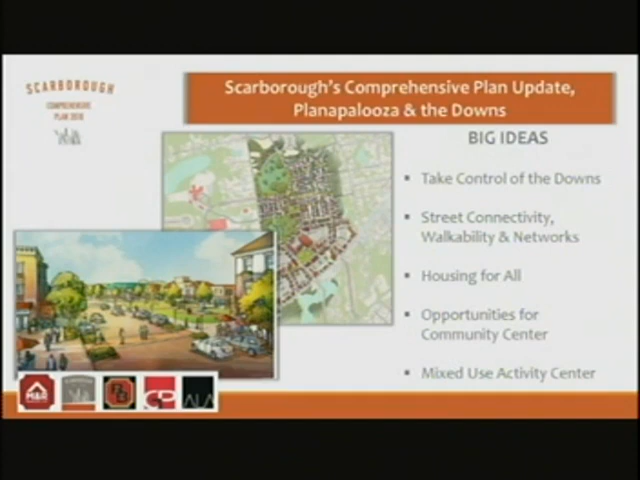 SCARBOROUGH
COMPREHENSIVE
PLAN 2018
Scarborough's Comprehensive Plan Update,
Planapalooza & the Downs
BIG IDEAS
▪ Take Control of the Downs
▪ Street Connectivity,
Walkability & Networks
▪ Housing for All
▪ Opportunities for
Community Center
▪ Mixed Use Activity Center
M&R